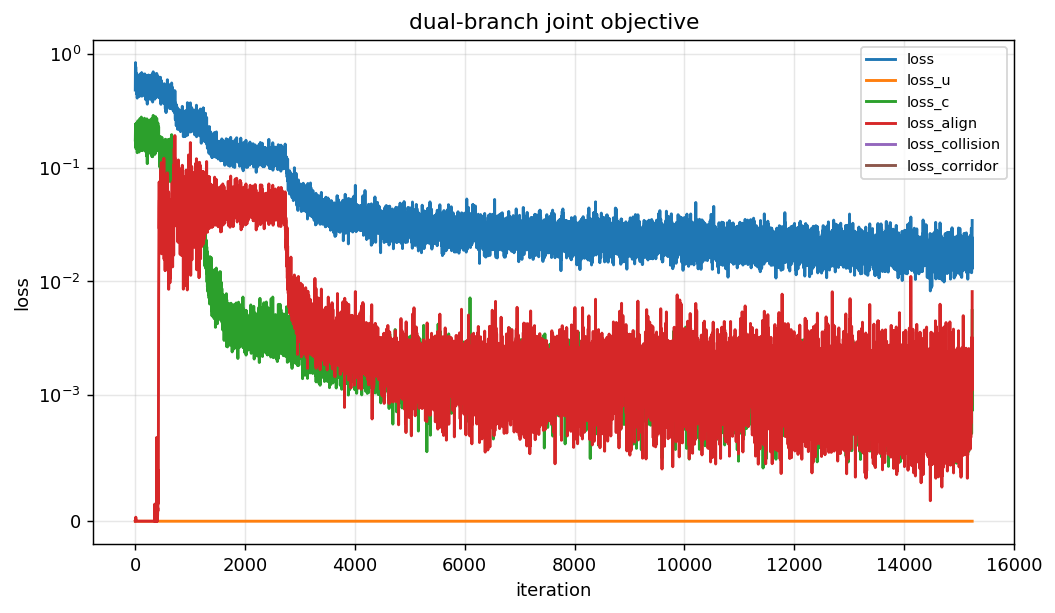 dual-branch joint objective
loss
10⁰
10⁻¹
10⁻²
10⁻³
0
0 2000 4000 6000 8000 10000 12000 14000 16000
iteration
loss
loss_u
loss_c
loss_align
loss_collision
loss_corridor